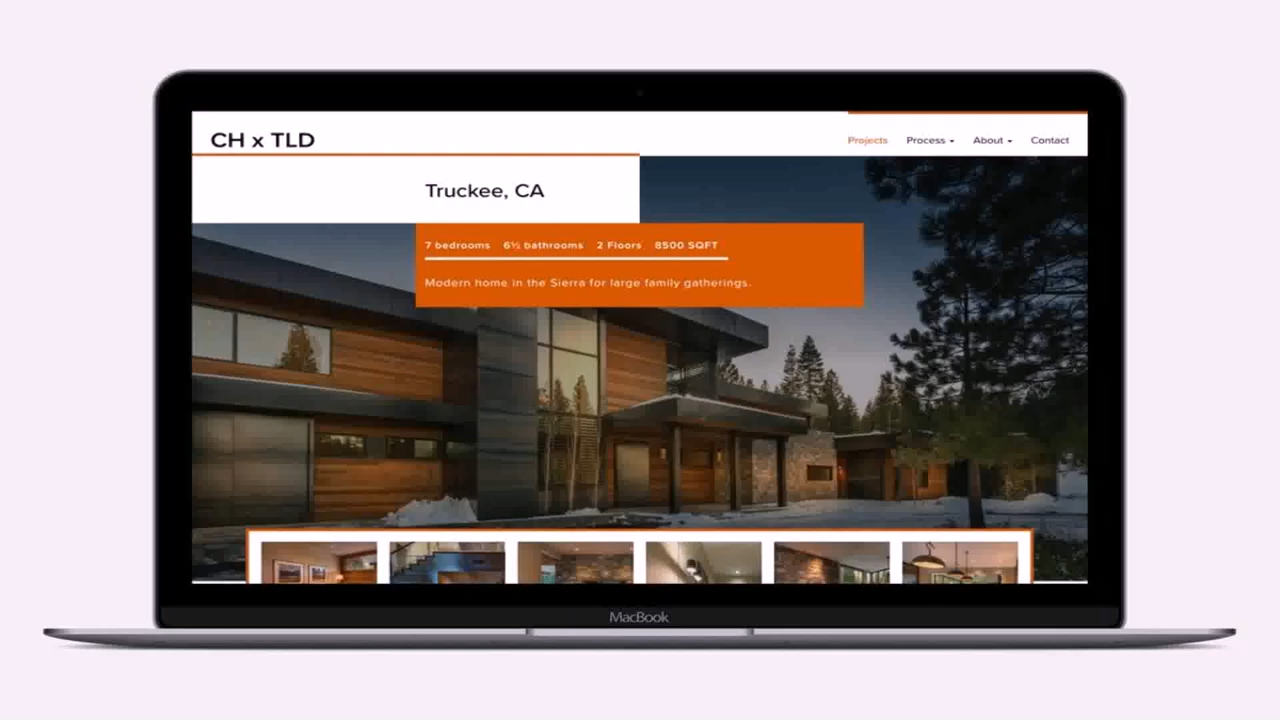 CH x TLD
Projects Process About Contact
Truckee, CA
7 bedrooms 6½ bathrooms 2 Floors 8500 SQFT
Modern home in the Sierra for large family gatherings.
MacBook